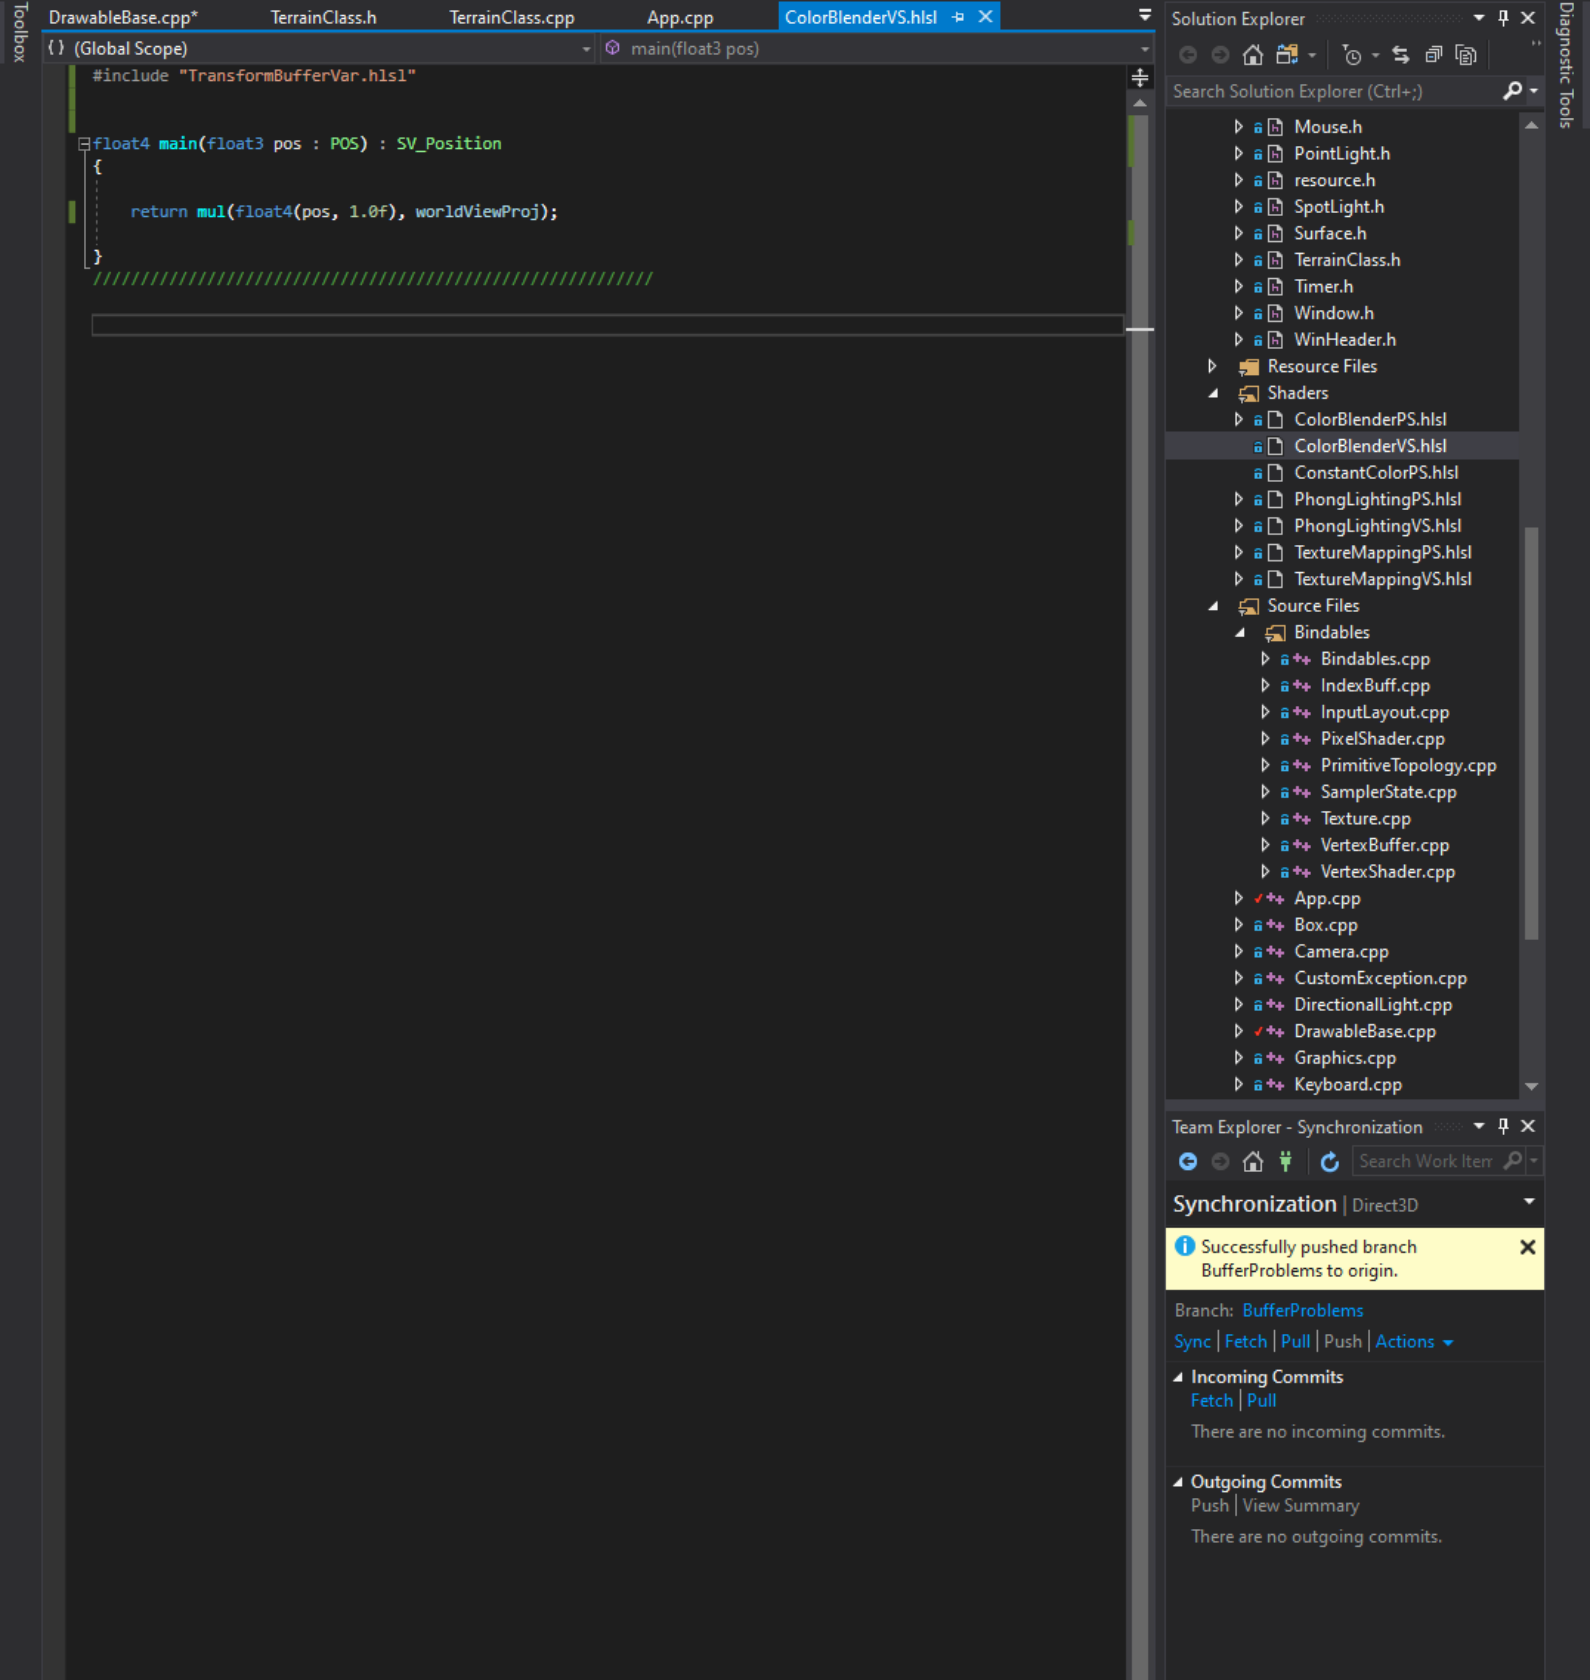 Toolbox
DrawableBase.cpp*
TerrainClass.h
TerrainClass.cpp
App.cpp
ColorBlenderVS.hlsl
{} (Global Scope)
main(float3 pos)
#include "TransformBufferVar.hlsl"
float4 main(float3 pos : POS) : SV_Position
{
return mul(float4(pos, 1.0f), worldViewProj);
}
///////////////////////////////////////////////////////////
Solution Explorer
Search Solution Explorer (Ctrl+;)
Mouse.h
PointLight.h
resource.h
SpotLight.h
Surface.h
TerrainClass.h
Timer.h
Window.h
WinHeader.h
Resource Files
Shaders
ColorBlenderPS.hlsl
ColorBlenderVS.hlsl
ConstantColorPS.hlsl
PhongLightingPS.hlsl
PhongLightingVS.hlsl
TextureMappingPS.hlsl
TextureMappingVS.hlsl
Source Files
Bindables
Bindables.cpp
IndexBuff.cpp
InputLayout.cpp
PixelShader.cpp
PrimitiveTopology.cpp
SamplerState.cpp
Texture.cpp
VertexBuffer.cpp
VertexShader.cpp
App.cpp
Box.cpp
Camera.cpp
CustomException.cpp
DirectionalLight.cpp
DrawableBase.cpp
Graphics.cpp
Keyboard.cpp
Team Explorer - Synchronization
Search Work Item
Synchronization | Direct3D
Successfully pushed branch
BufferProblems to origin.
Branch: BufferProblems
Sync | Fetch | Pull | Push | Actions
Incoming Commits
Fetch | Pull
There are no incoming commits.
Outgoing Commits
Push | View Summary
There are no outgoing commits.
Diagnostic Tools